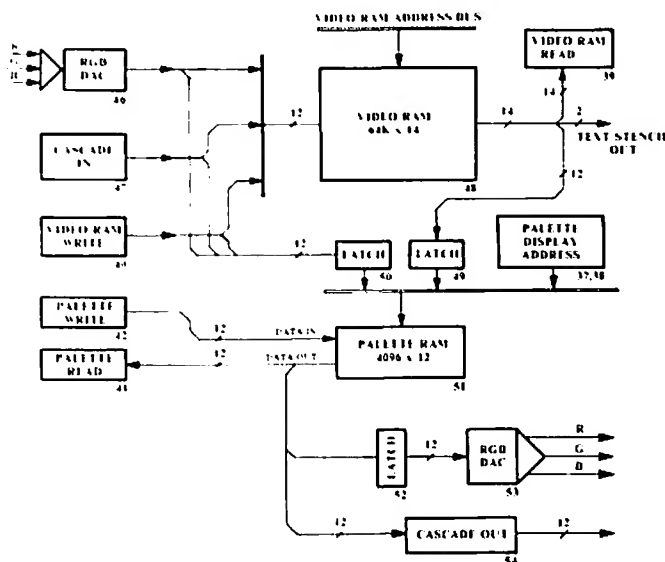 VIDEO RAM ADDRESS BUS
RGB
DAC
46
VIDEO RAM
READ
39
14
VIDEO RAM
64K x 14
48
12
14
2
TEXT STENCIL
OUT
12
CASCADE
IN
47
VIDEO RAM
WRITE
40
12
LATCH
50
LATCH
49
PALETTE
DISPLAY
ADDRESS
37,38
PALETTE
WRITE
42
12
DATA IN
PALETTE RAM
4096 x 12
51
PALETTE
READ
41
12
DATA OUT
LATCH
52
12
RGB
DAC
53
R
G
B
12
CASCADE OUT
54
12